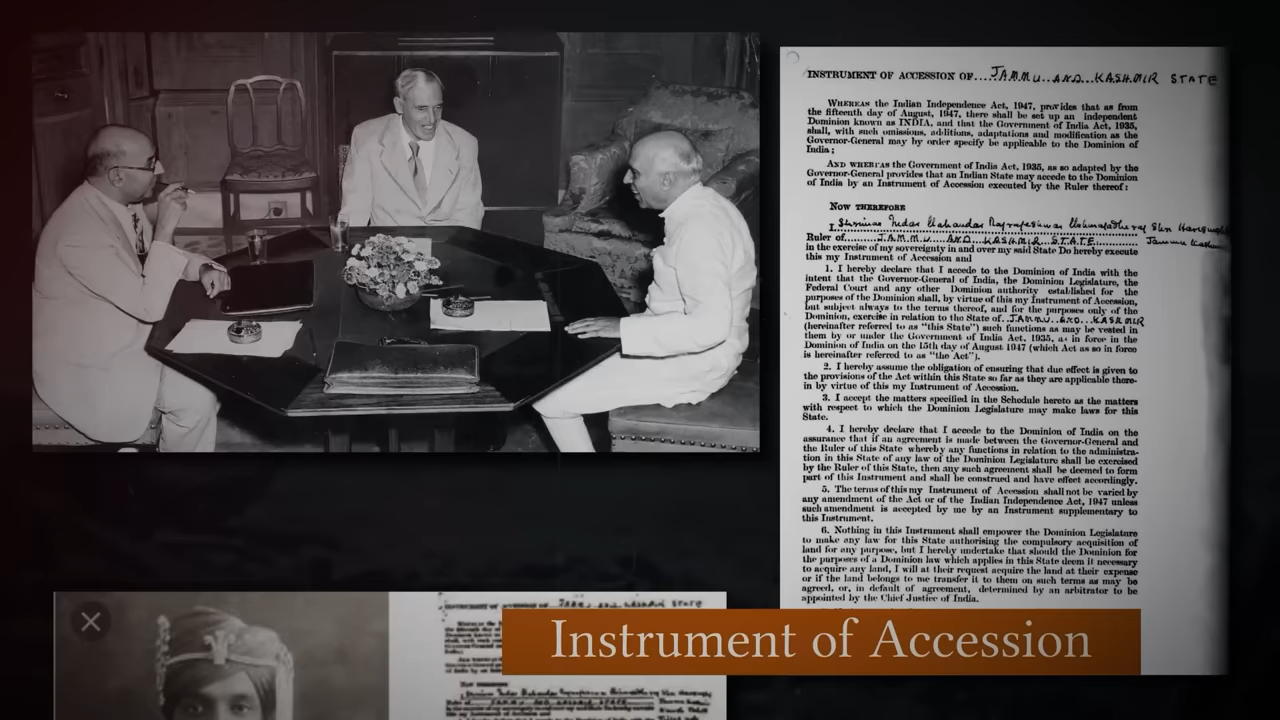 INSTRUMENT OF ACCESSION OF....JAMMU...AND...KASHMIR STATE
WHEREAS the Indian Independence Act, 1947, provides that as from
the fifteenth day of August, 1947, there shall be set up an independent
Dominion known as INDIA, and that the Government of India Act, 1935,
shall, with such omissions, additions, adaptations and modification as the
Governor-General may by order specify be applicable to the Dominion of
India;
AND WHEREAS the Government of India Act, 1935, as so adapted by the
Governor-General provides that an Indian State may accede to the Dominion
of India by an Instrument of Accession executed by the Ruler thereof:
NOW THEREFORE
I, Shriman Indar Mahandar Rajrajeshwar Shri
Ruler of.........JAMMU....AND...KASHMIR...STATE............ Jammu
in the exercise of my sovereignty in and over my said State Do hereby execute
this my Instrument of Accession and
1. I hereby declare that I accede to the Dominion of India with the
intent that the Governor-General of India, the Dominion Legislature, the
Federal Court and any other Dominion authority established for the
purposes of the Dominion shall, by virtue of this my Instrument of Accession,
but subject always to the terms thereof, and for the purposes only of the
Dominion, exercise in relation to the State of..JAMMU...AND...KASHMIR
(hereinafter referred to as "this State") such functions as may be vested in
them by or under the Government of India Act, 1935, as in force in the
Dominion of India on the 15th day of August 1947 (which Act as so in force
is hereinafter referred to as "the Act").
2. I hereby assume the obligation of ensuring that due effect is given to
the provisions of the Act within this State so far as they are applicable there-
in by virtue of this my Instrument of Accession.
3. I accept the matters specified in the Schedule hereto as the matters
with respect to which the Dominion Legislature may make laws for this
State.
4. I hereby declare that I accede to the Dominion of India on the
assurance that if an agreement is made between the Governor-General and
the Ruler of this State whereby any functions in relation to the administra-
tion in this State of any law of the Dominion Legislature shall be exercised
by the Ruler of this State, then any such agreement shall be deemed to form
part of this Instrument and shall be construed and have effect accordingly.
5. The terms of this my Instrument of Accession shall not be varied by
any amendment of the Act or of the Indian Independence Act, 1947 unless
such amendment is accepted by me by an Instrument supplementary to
this Instrument.
6. Nothing in this Instrument shall empower the Dominion Legislature
to make any law for this State authorising the compulsory acquisition of
land for any purpose, but I hereby undertake that should the Dominion for
the purposes of a Dominion law which applies in this State deem it necessary
to acquire any land, I will at their request acquire the land at their expense
or if the land belongs to me transfer it to them on such terms as may be
agreed, or, in default of agreement, determined by an arbitrator to be
appointed by the Chief Justice of India.
Instrument of Accession